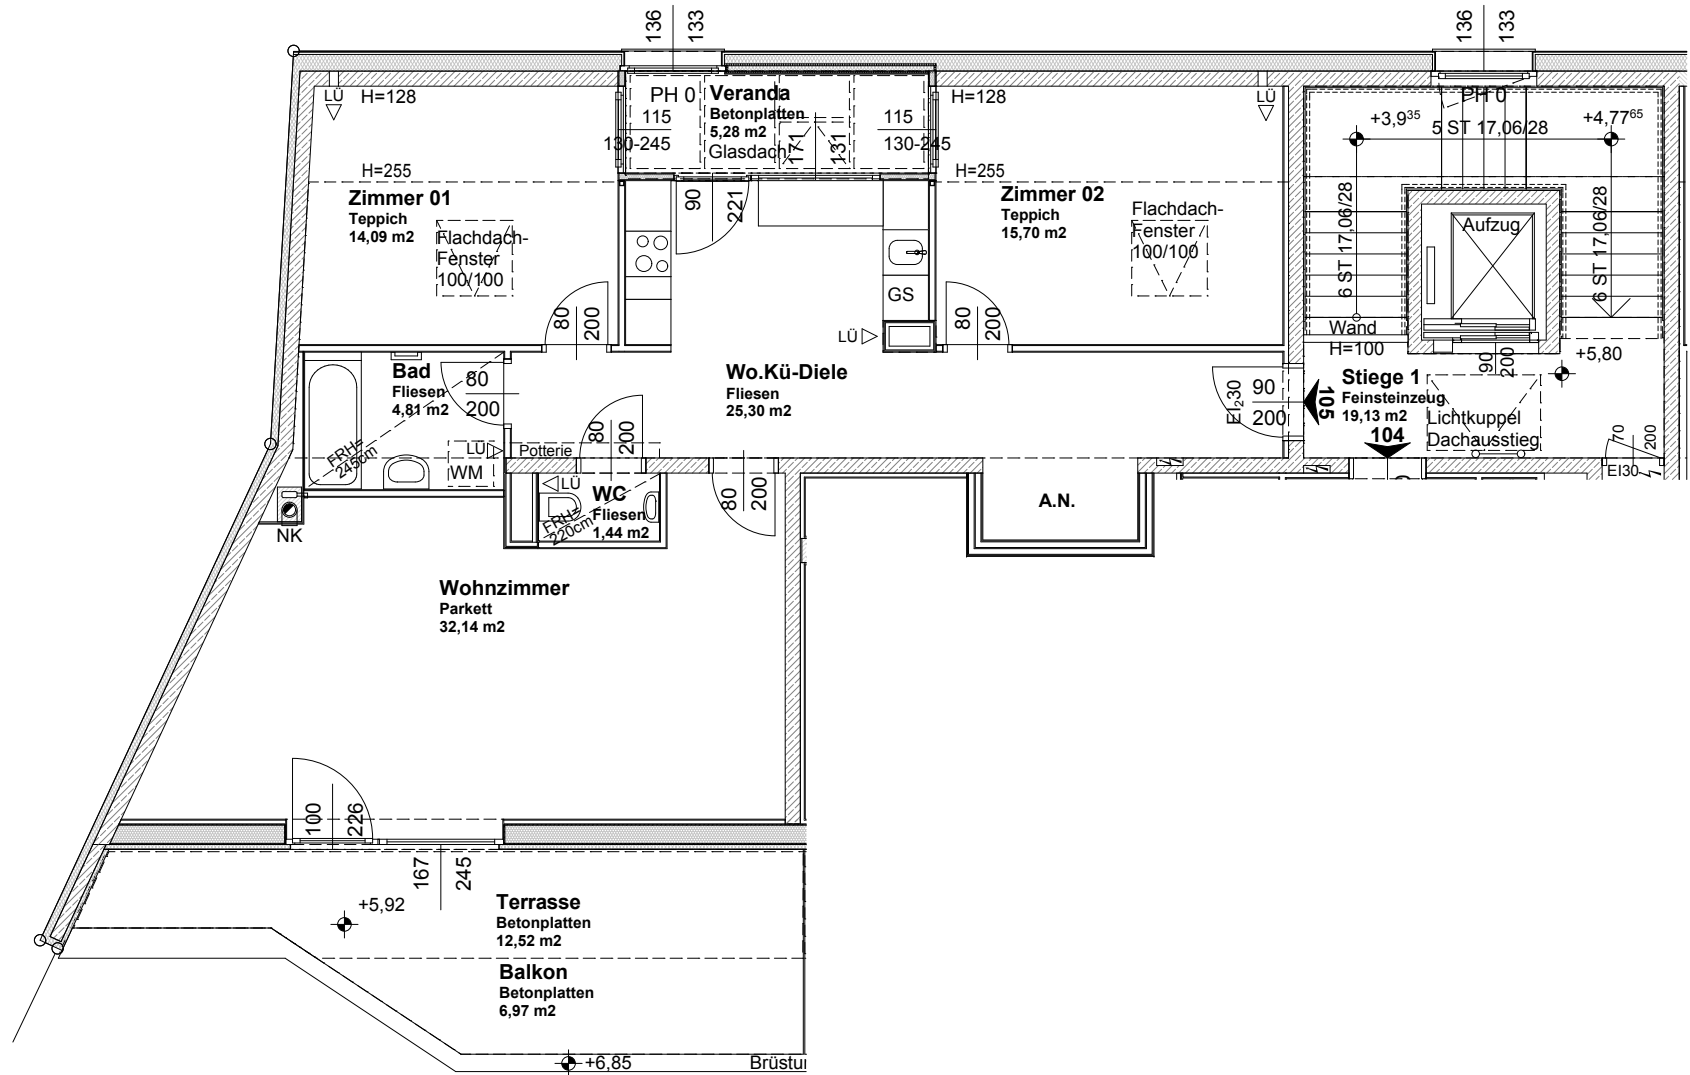 136
133
136
133
LÜ
H=128
PH 0
Veranda
Betonplatten
5,28 m2
Glasdach!
115
130-245
171
131
115
130-245
H=128
LÜ
PH 0
+3,9³⁵
5 ST 17,06/28
+4,77⁶⁵
H=255
Zimmer 01
Teppich
14,09 m2
Flachdach-
Fenster
100/100
90
221
H=255
Zimmer 02
Teppich
15,70 m2
Flachdach-
Fenster
100/100
6 ST 17,06/28
Aufzug
6 ST 17,06/28
GS
80
200
LÜ
80
200
Wand
H=100
90
200
+5,80
Bad
Fliesen
4,81 m2
80
200
Wo.Kü-Diele
Fliesen
25,30 m2
EI₂30
90
200
105
Stiege 1
Feinsteinzeug
19,13 m2
104
Lichtkuppel
Dachausstieg
70
200
EI30
FRH=
245cm
LÜ
WM
Potterie
80
200
LÜ
WC
Fliesen
1,44 m2
FRH=
220cm
80
200
A.N.
NK
Wohnzimmer
Parkett
32,14 m2
100
226
167
245
+5,92
Terrasse
Betonplatten
12,52 m2
Balkon
Betonplatten
6,97 m2
+6,85
Brüstu